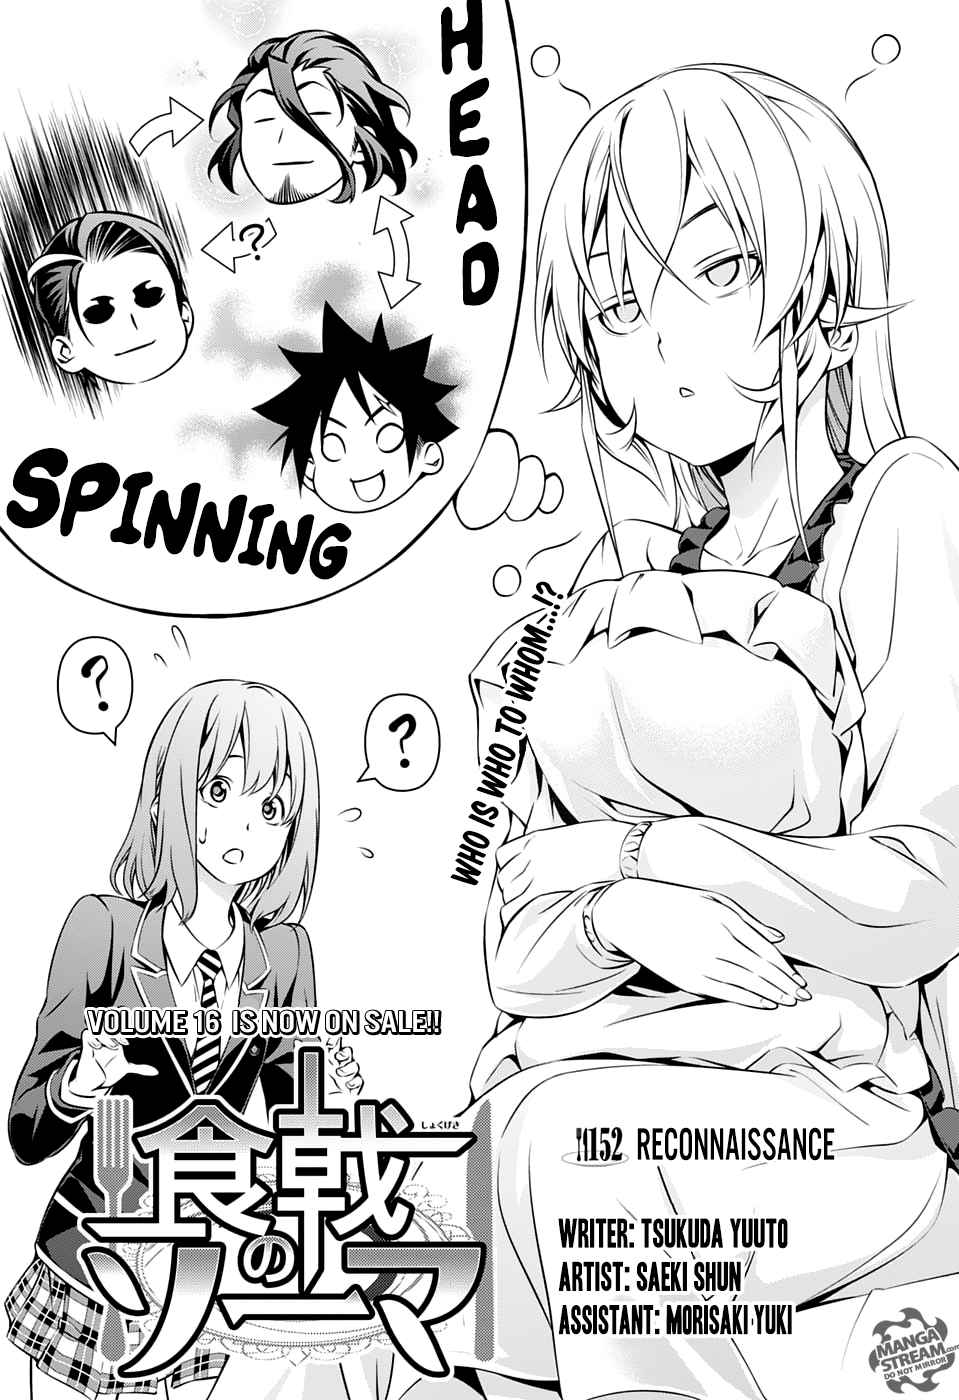 HEAD
SPINNING
?
WHO IS WHO TO WHOM...!?
?
?
VOLUME 16 IS NOW ON SALE!!
しょくげき
食戟の
ソーマ
152 RECONNAISSANCE
WRITER: TSUKUDA YUUTO
ARTIST: SAEKI SHUN
ASSISTANT: MORISAKI YUKI
MANGA
STREAM.com
DO NOT MIRROR